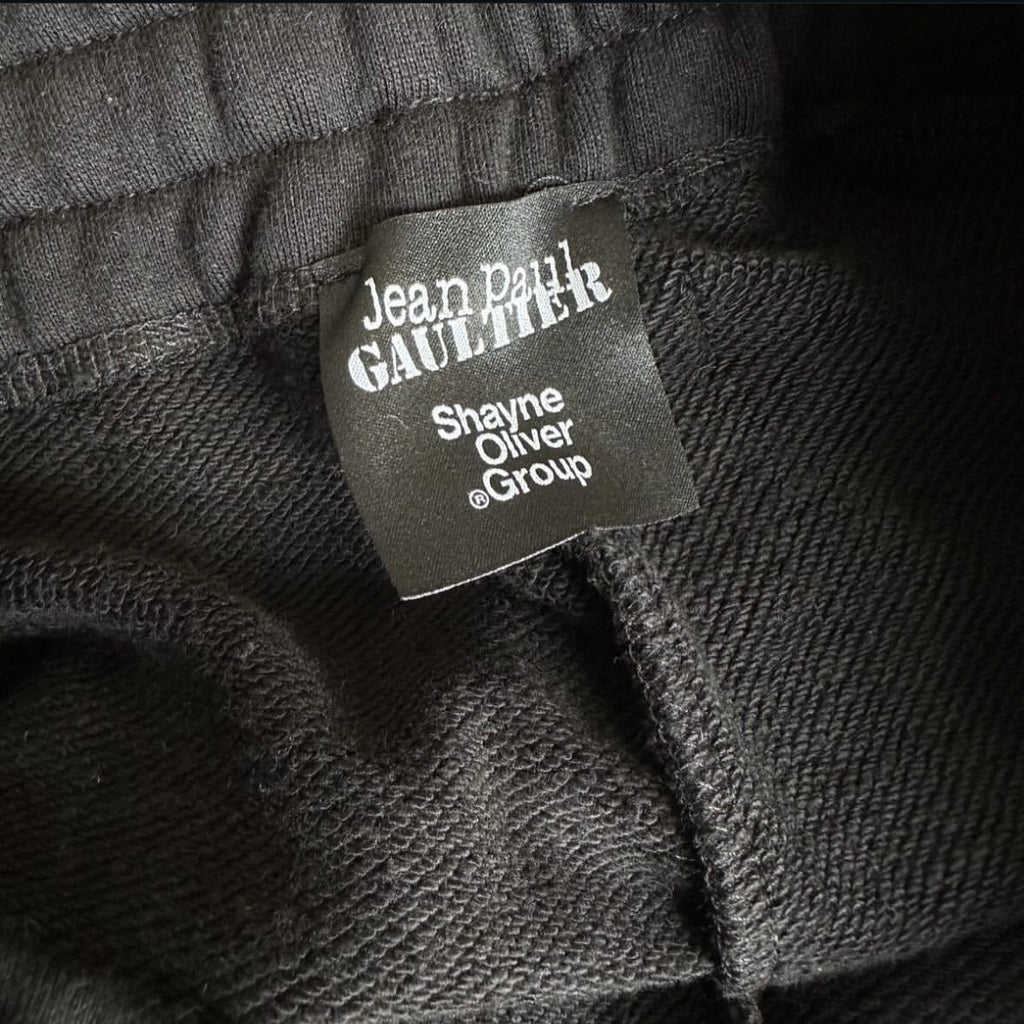 Jean Paul
GAULTIER
Shayne
Oliver
®Group